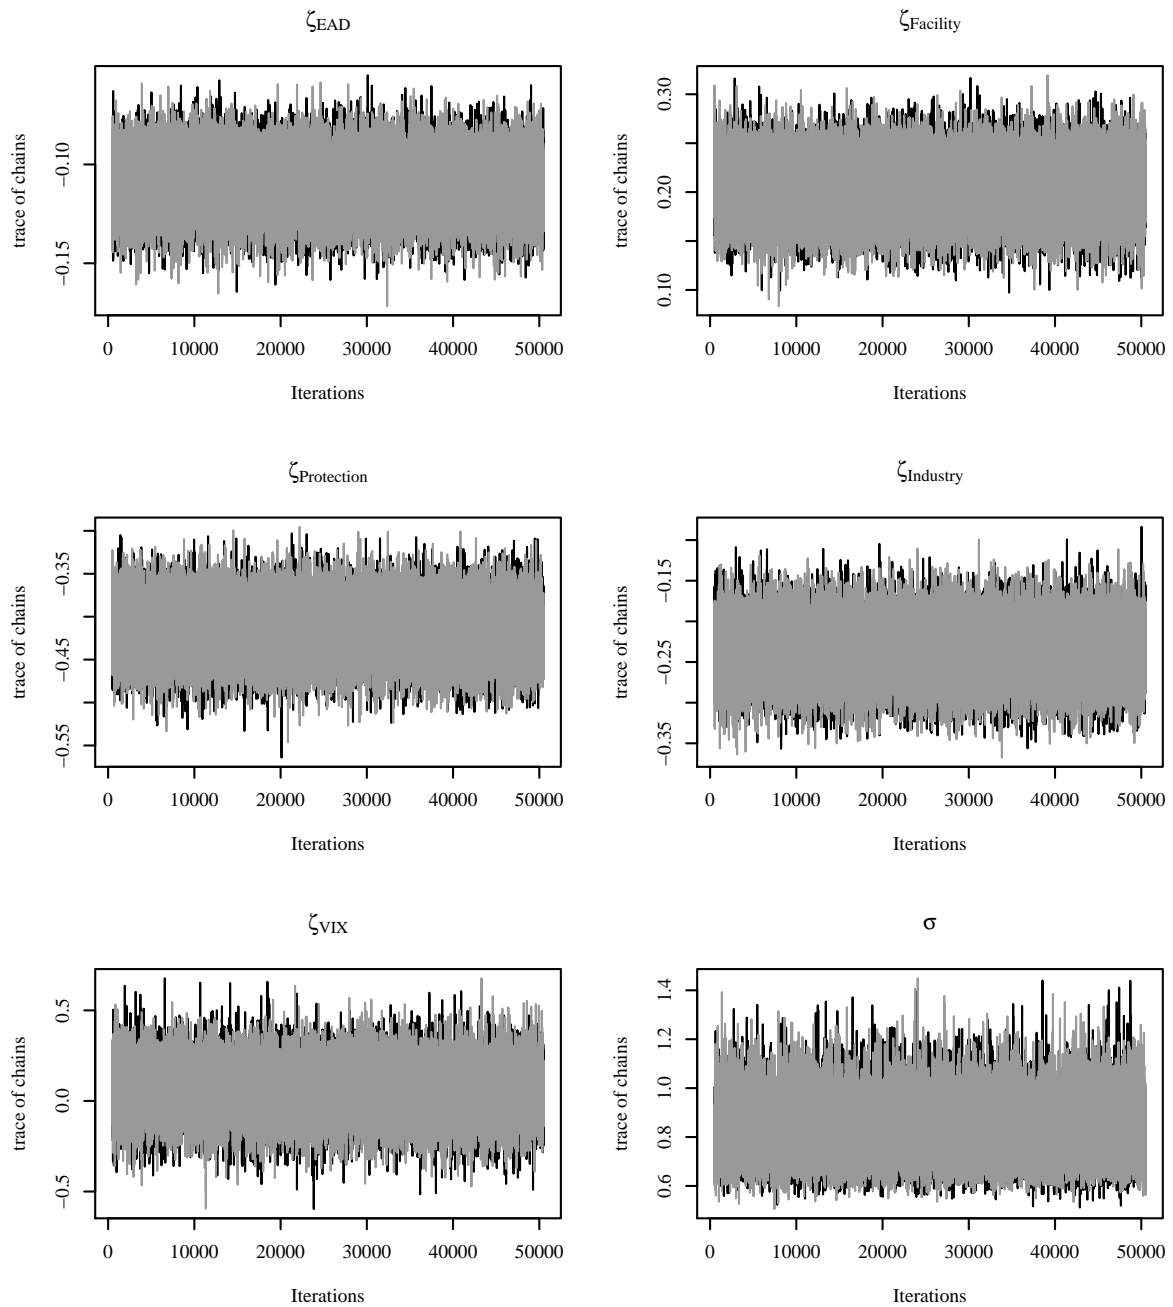 ζEAD
trace of chains
−0.10
−0.15
0 10000 20000 30000 40000 50000
Iterations
ζFacility
trace of chains
0.30
0.20
0.10
0 10000 20000 30000 40000 50000
Iterations
ζProtection
trace of chains
−0.35
−0.45
−0.55
0 10000 20000 30000 40000 50000
Iterations
ζIndustry
trace of chains
−0.15
−0.25
−0.35
0 10000 20000 30000 40000 50000
Iterations
ζVIX
trace of chains
0.5
0.0
−0.5
0 10000 20000 30000 40000 50000
Iterations
σ
trace of chains
1.4
1.2
1.0
0.8
0.6
0 10000 20000 30000 40000 50000
Iterations